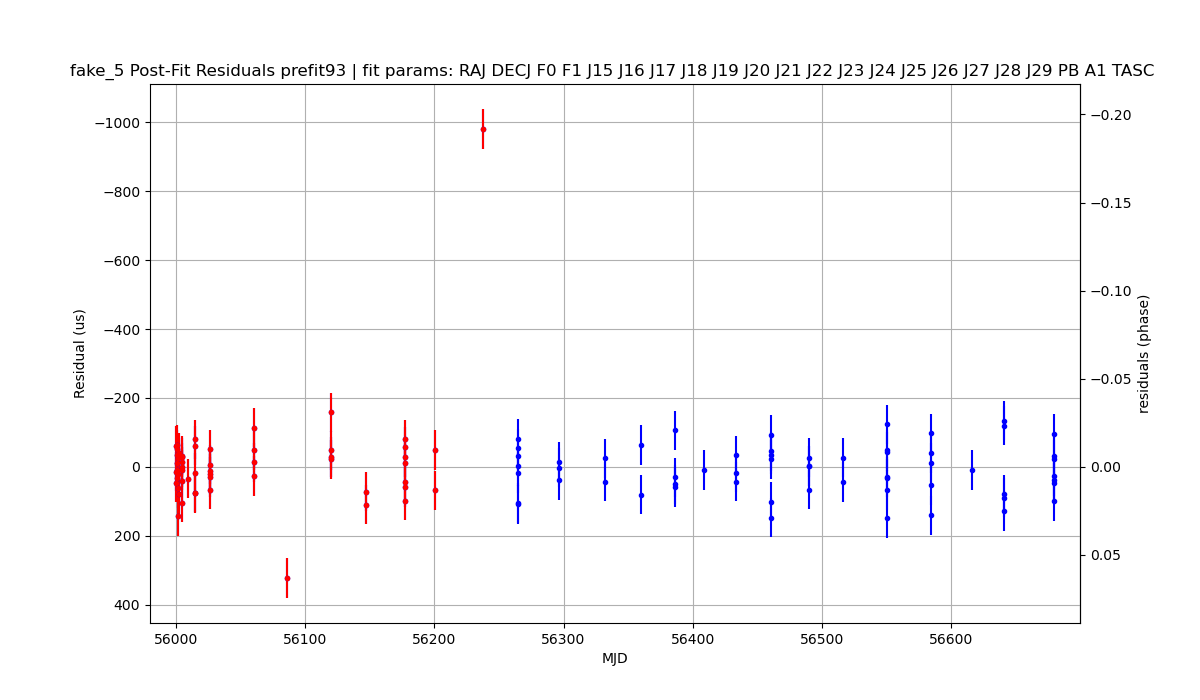 fake_5 Post-Fit Residuals prefit93 | fit params: RAJ DECJ F0 F1 J15 J16 J17 J18 J19 J20 J21 J22 J23 J24 J25 J26 J27 J28 J29 PB A1 TASC
−1000
−800
−600
−400
−200
0
200
400
Residual (us)
−0.20
−0.15
−0.10
−0.05
0.00
0.05
residuals (phase)
56000 56100 56200 56300 56400 56500 56600
MJD